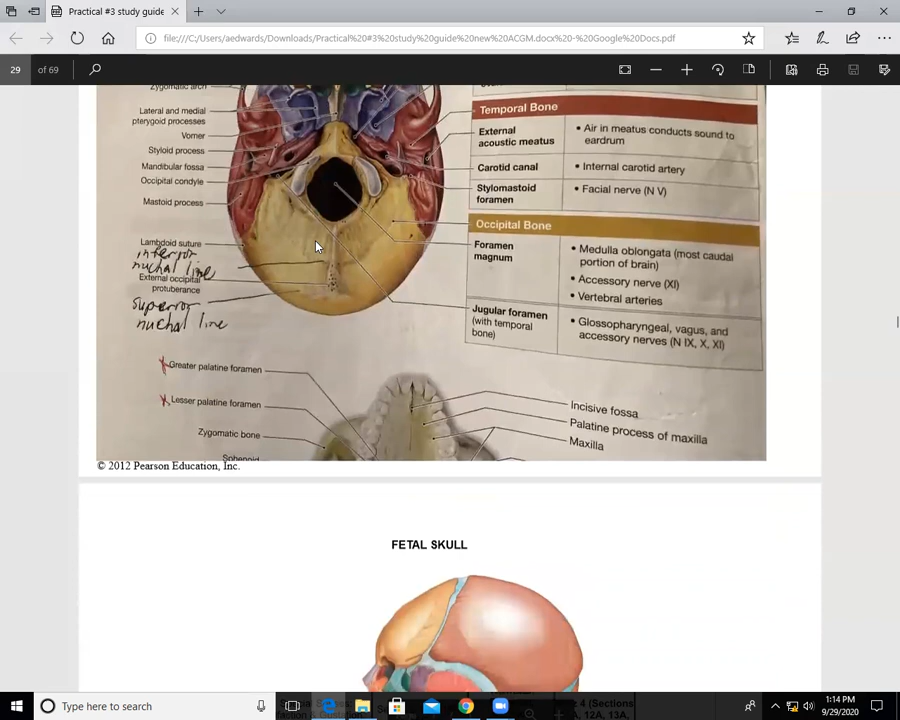 Practical #3 study guide
file:///C:/Users/aedwards/Downloads/Practical%20#3%20study%20guide%20new%20ACGM.docx%20-%20Google%20Docs.pdf
29 of 69
Zygomatic arch
Lateral and medial
pterygoid processes
Vomer
Styloid process
Mandibular fossa
Occipital condyle
Mastoid process
Lambdoid suture
inferior
nuchal line
External occipital
protuberance
superior
nuchal line
Temporal Bone
External
acoustic meatus
• Air in meatus conducts sound to
eardrum
Carotid canal
• Internal carotid artery
Stylomastoid
foramen
• Facial nerve (N V)
Occipital Bone
Foramen
magnum
• Medulla oblongata (most caudal
portion of brain)
• Accessory nerve (XI)
• Vertebral arteries
Jugular foramen
(with temporal
bone)
• Glossopharyngeal, vagus, and
accessory nerves (N IX, X, XI)
Greater palatine foramen
Lesser palatine foramen
Zygomatic bone
Sphenoid
Incisive fossa
Palatine process of maxilla
Maxilla
© 2012 Pearson Education, Inc.
FETAL SKULL
Type here to search
4 (Sections
A, 12A, 13A,
1:14 PM
9/29/2020